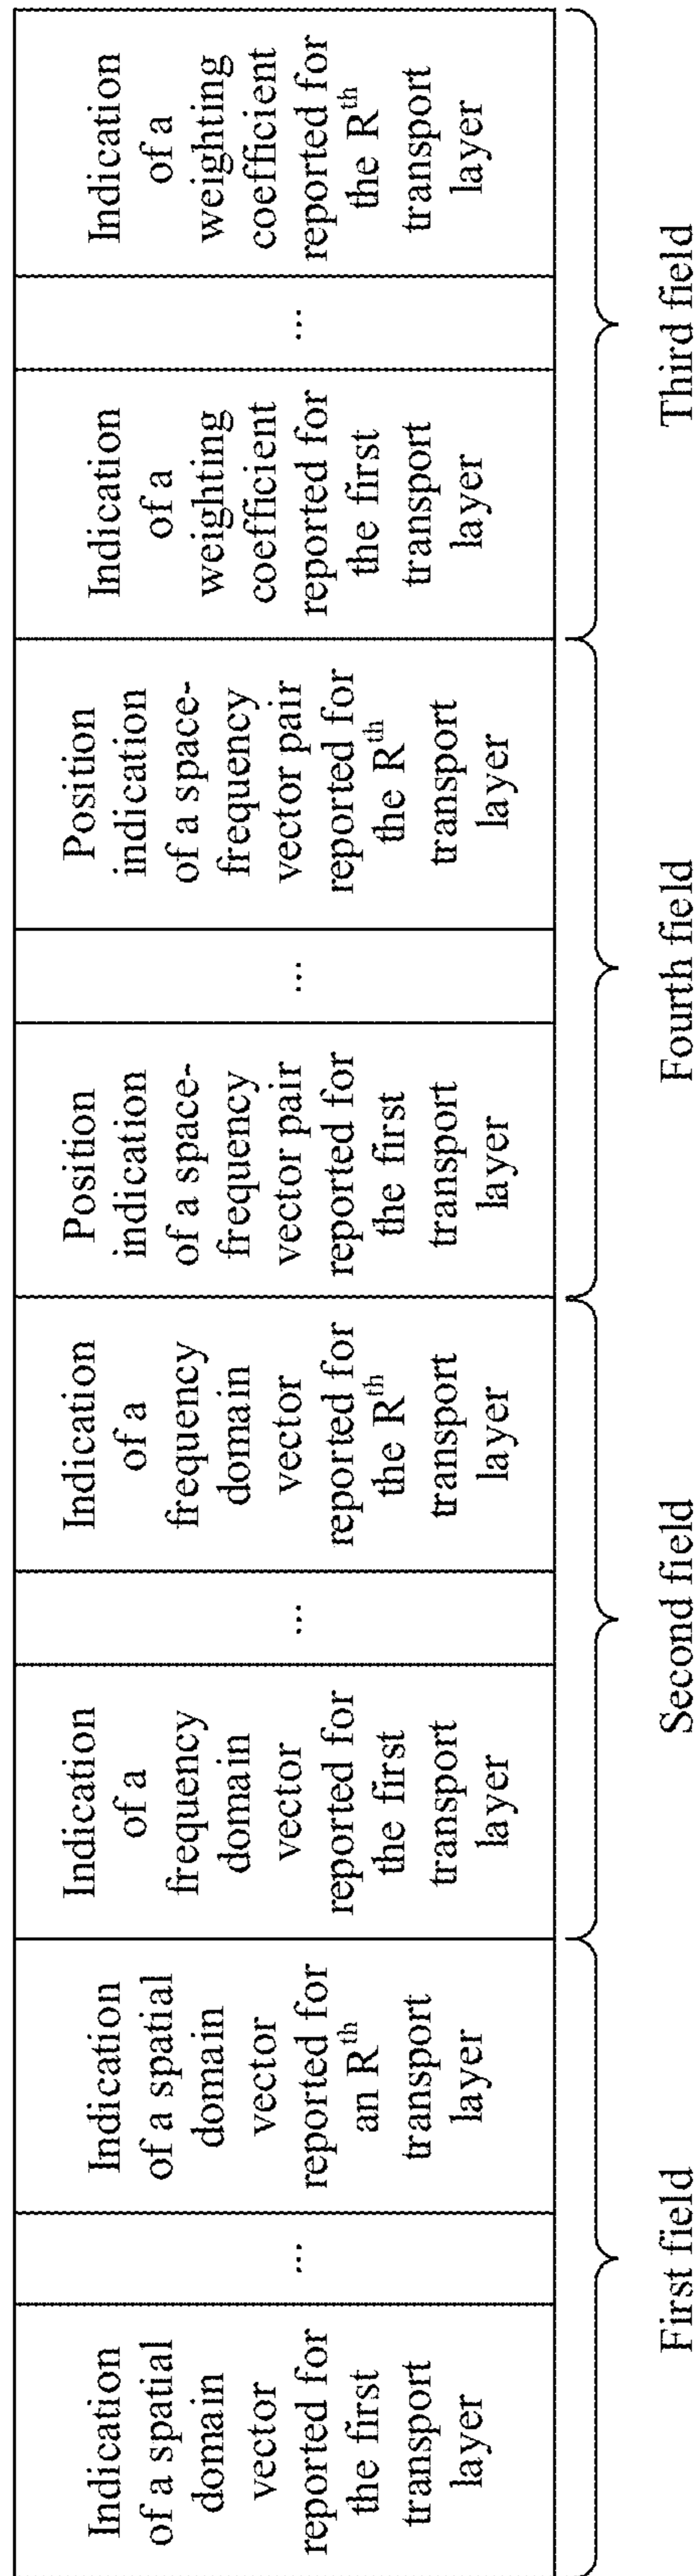 Indication
of a spatial
domain
vector
reported for
the first
transport
layer
...
Indication
of a spatial
domain
vector
reported for
an Rth
transport
layer
Indication
of a
frequency
domain
vector
reported for
the first
transport
layer
...
Indication
of a
frequency
domain
vector
reported for
the Rth
transport
layer
Position
indication
of a space-
frequency
vector pair
reported for
the first
transport
layer
...
Position
indication
of a space-
frequency
vector pair
reported for
the Rth
transport
layer
Indication
of a
weighting
coefficient
reported for
the first
transport
layer
...
Indication
of a
weighting
coefficient
reported for
the Rth
transport
layer
First field
Second field
Fourth field
Third field